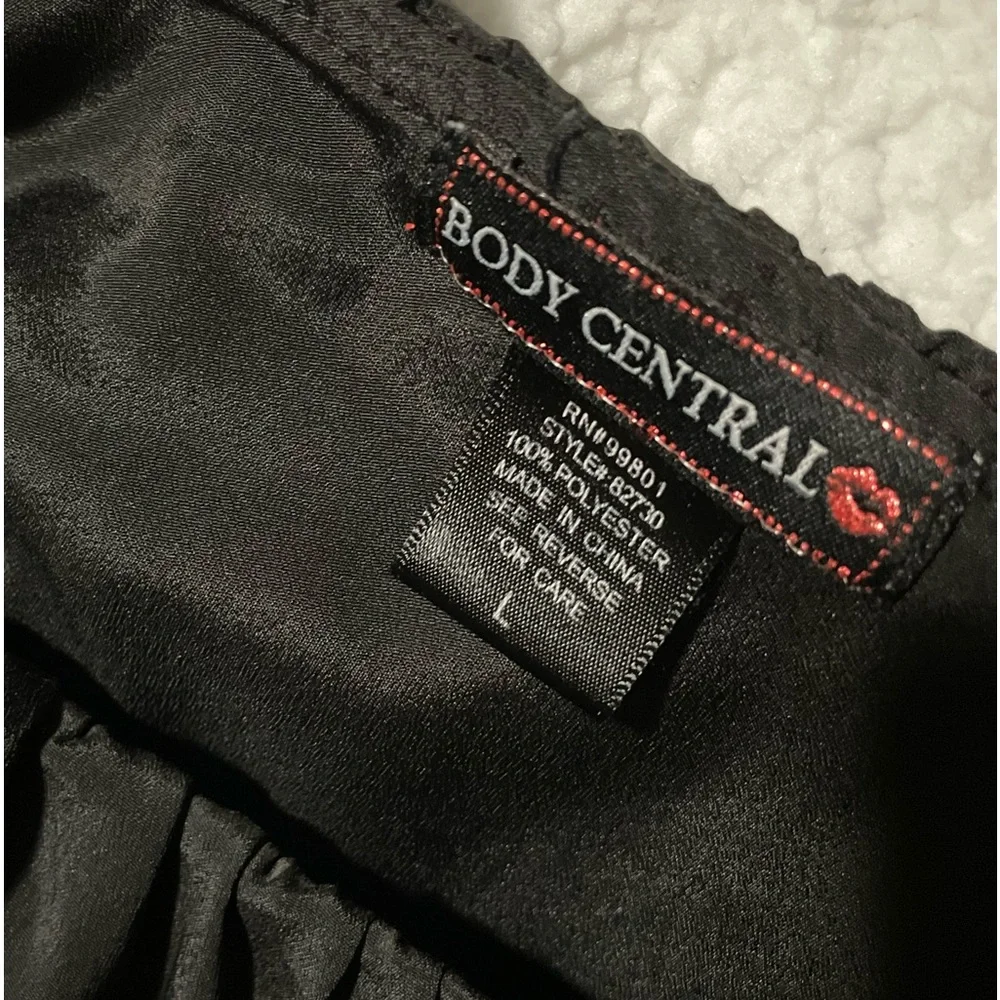 BODY CENTRAL
RN#99801
STYLE# 82730
100% POLYESTER
MADE IN CHINA
SEE REVERSE
FOR CARE
L